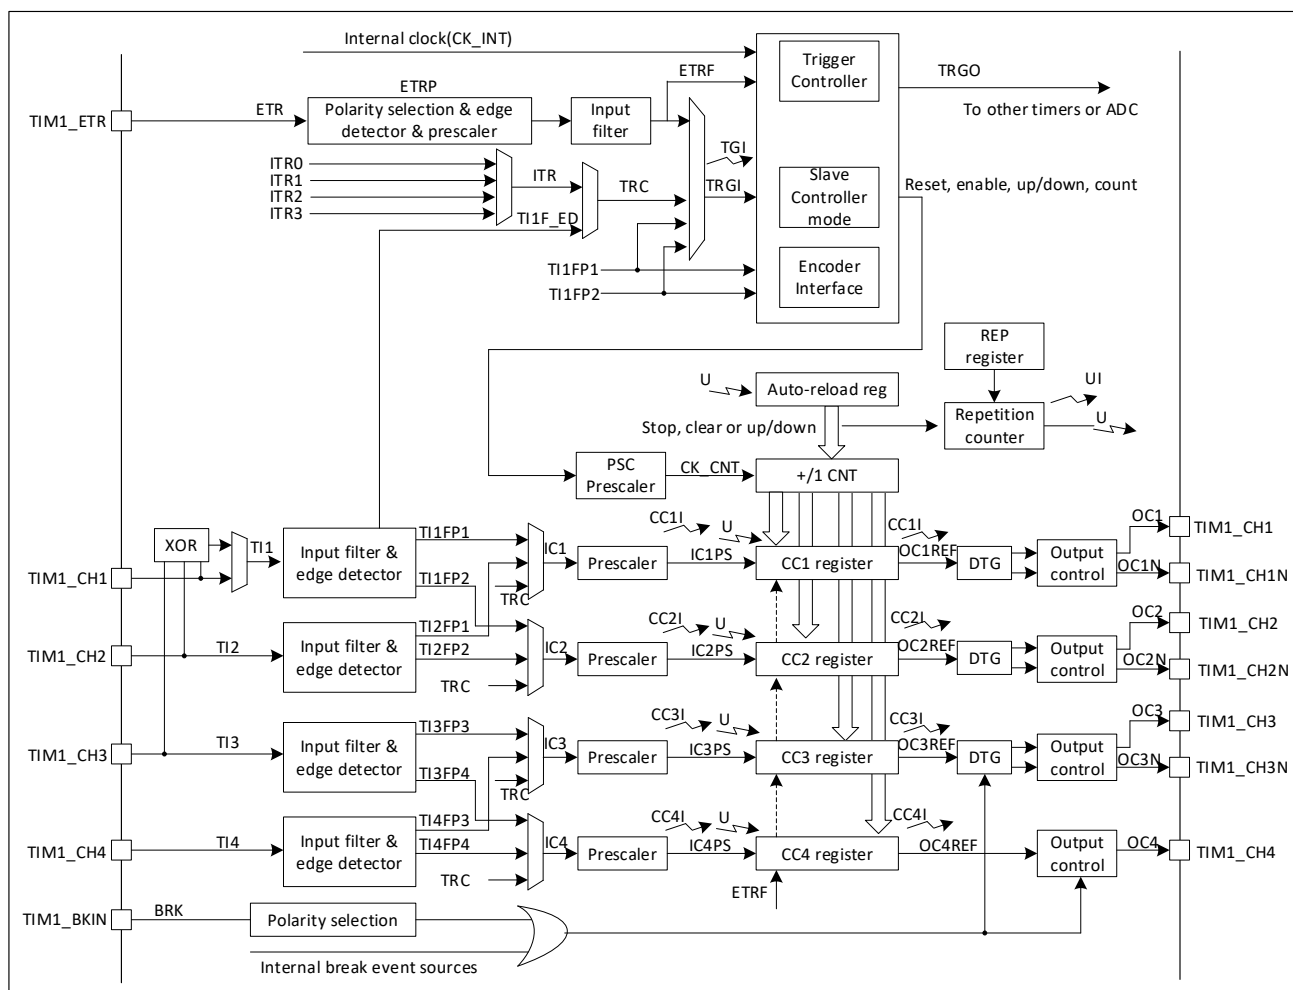 Internal clock(CK_INT)
ETRF
Trigger
Controller
TRGO
To other timers or ADC
TIM1_ETR
ETR
ETRP
Polarity selection & edge
detector & prescaler
Input
filter
TGI
ITR0
ITR1
ITR2
ITR3
ITR
TRC
TI1F_ED
TRGI
Slave
Controller
mode
Reset, enable, up/down, count
TI1FP1
TI1FP2
Encoder
Interface
REP
register
U
Auto-reload reg
UI
U
Stop, clear or up/down
Repetition
counter
PSC
Prescaler
CK_CNT
+/1 CNT
XOR
TI1
TIM1_CH1
Input filter &
edge detector
TI1FP1
TI1FP2
TRC
IC1
Prescaler
CC1I
U
IC1PS
CC1 register
CC1I
OC1REF
DTG
Output
control
OC1
OC1N
TIM1_CH1
TIM1_CH1N
TIM1_CH2
TI2
Input filter &
edge detector
TI2FP1
TI2FP2
TRC
IC2
Prescaler
CC2I
U
IC2PS
CC2 register
CC2I
OC2REF
DTG
Output
control
OC2
OC2N
TIM1_CH2
TIM1_CH2N
TIM1_CH3
TI3
Input filter &
edge detector
TI3FP3
TI3FP4
TRC
IC3
Prescaler
CC3I
U
IC3PS
CC3 register
CC3I
OC3REF
DTG
Output
control
OC3
OC3N
TIM1_CH3
TIM1_CH3N
TIM1_CH4
TI4
Input filter &
edge detector
TI4FP3
TI4FP4
TRC
IC4
Prescaler
CC4I
U
IC4PS
CC4 register
CC4I
OC4REF
Output
control
OC4
TIM1_CH4
ETRF
TIM1_BKIN
BRK
Polarity selection
Internal break event sources